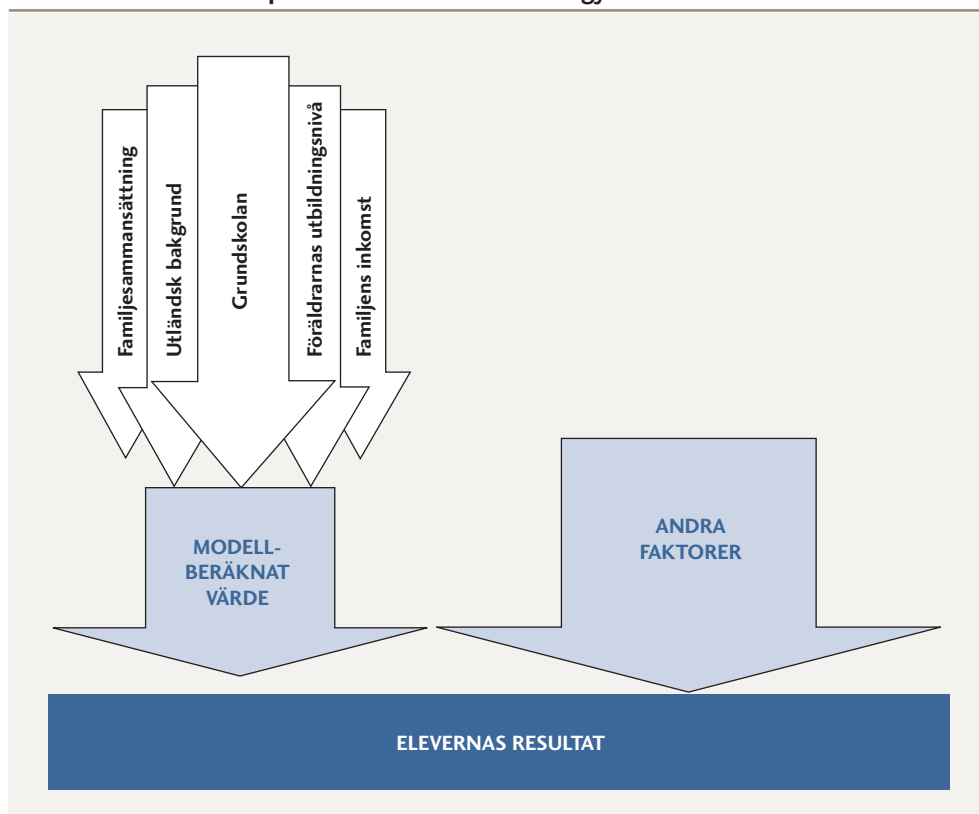 Familjesammansättning
Utländsk bakgrund
Grundskolan
Föräldrarnas utbildningsnivå
Familjens inkomst
MODELL-
BERÄKNAT
VÄRDE
ANDRA
FAKTORER
ELEVERNAS RESULTAT